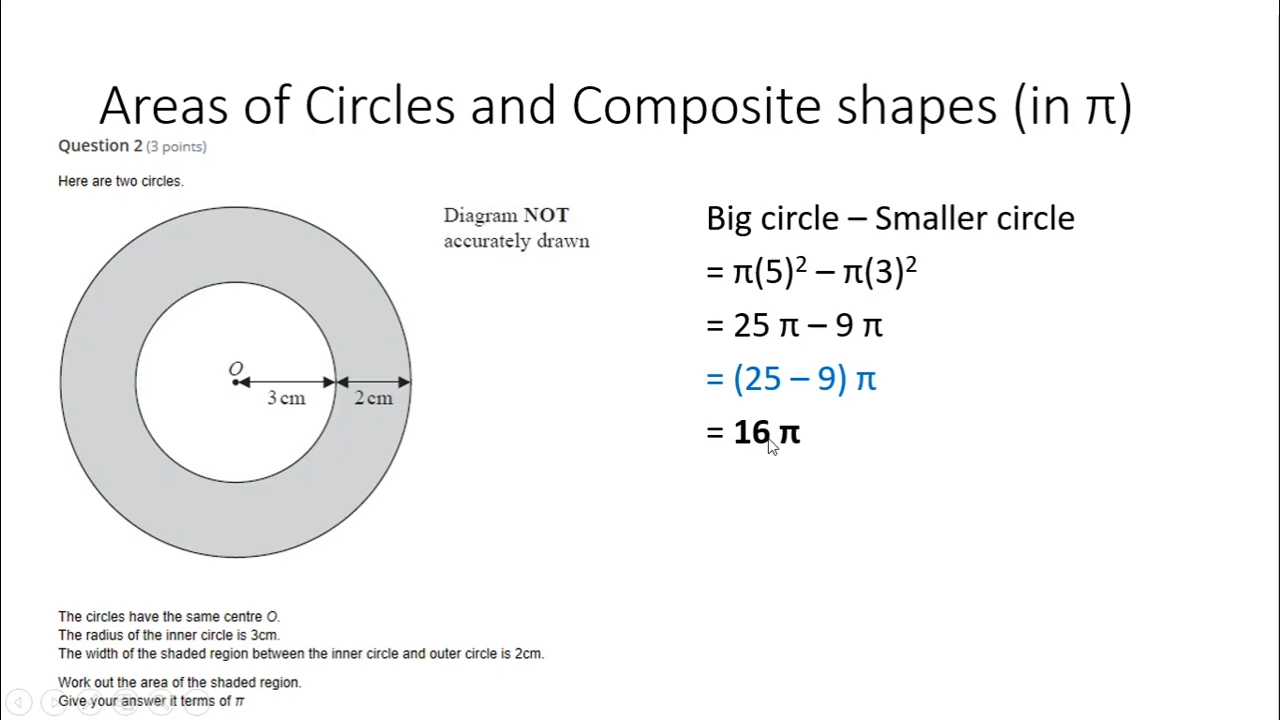 Areas of Circles and Composite shapes (in π)
Question 2 (3 points)
Here are two circles.
Diagram NOT
accurately drawn
O
3 cm
2 cm
Big circle – Smaller circle
= π(5)² – π(3)²
= 25 π – 9 π
= (25 – 9) π
= 16 π
The circles have the same centre O.
The radius of the inner circle is 3cm.
The width of the shaded region between the inner circle and outer circle is 2cm.
Work out the area of the shaded region.
Give your answer it terms of π